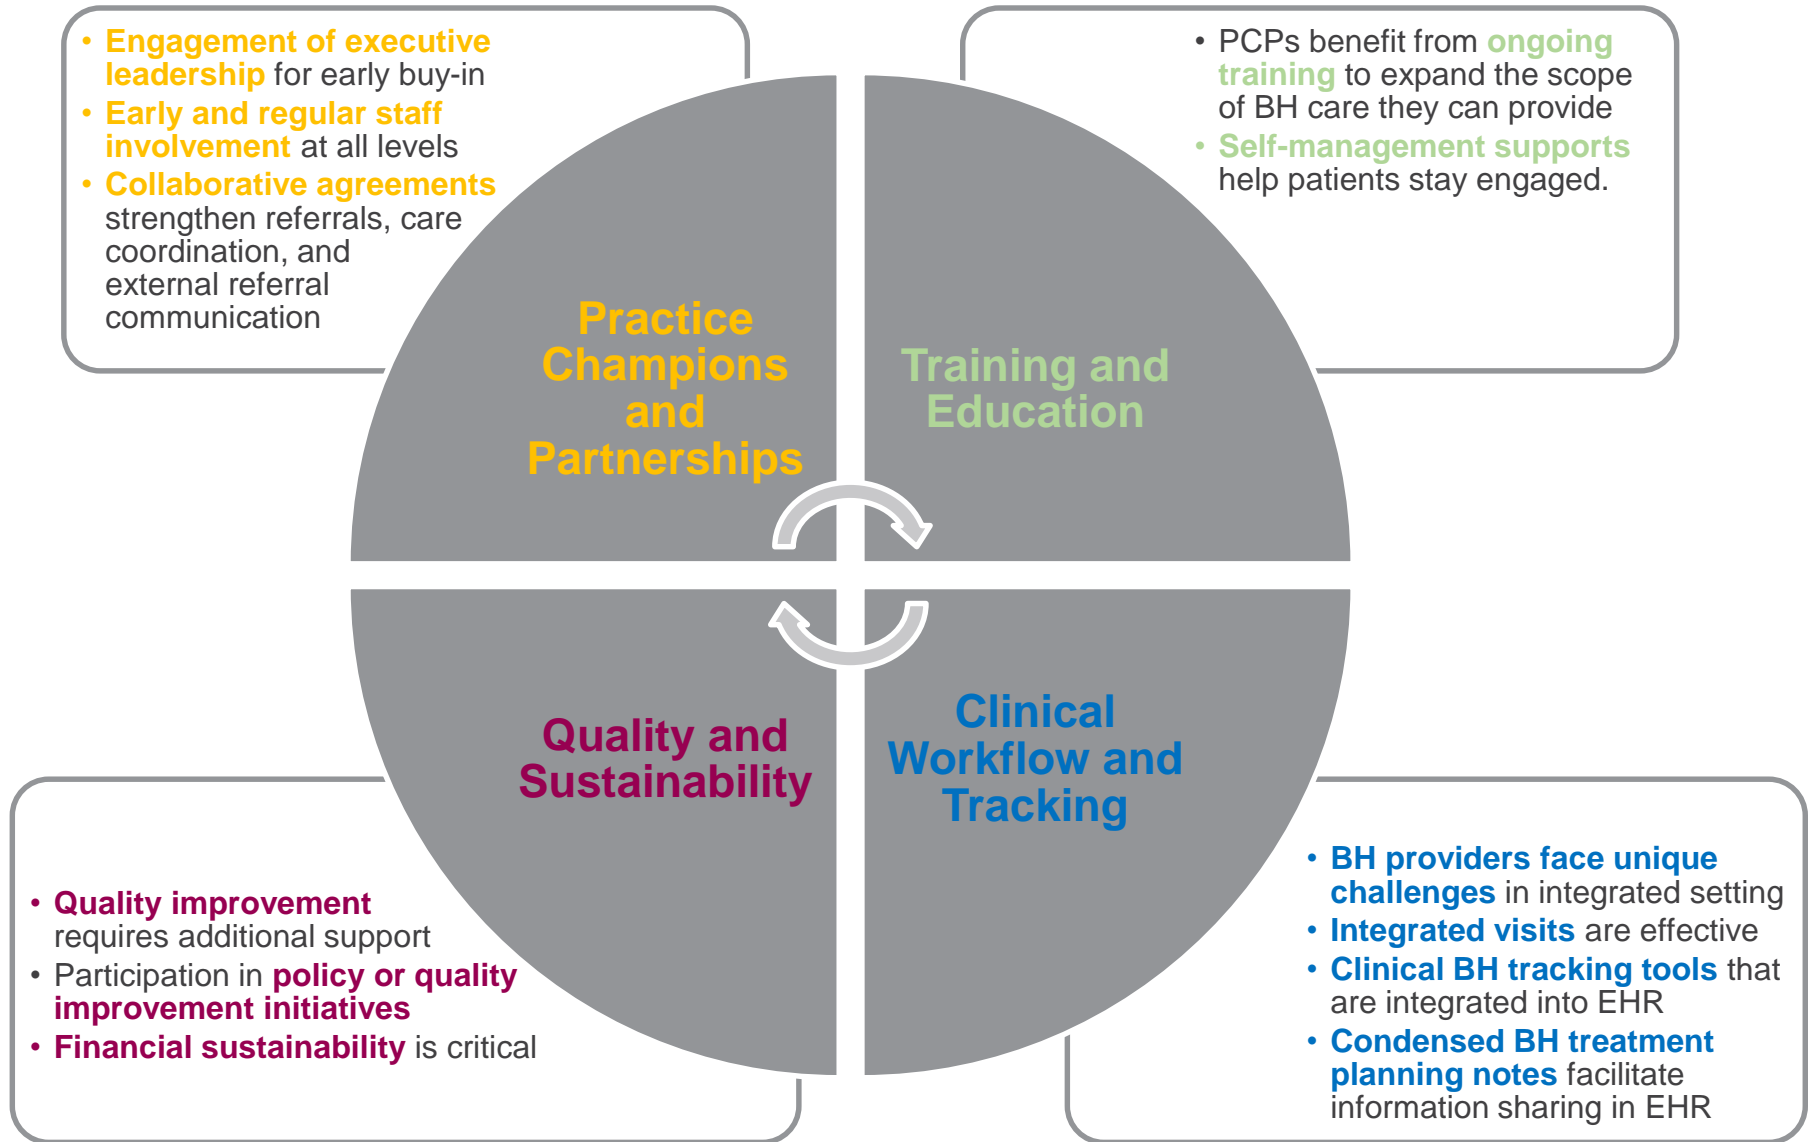 • Engagement of executive
leadership for early buy-in
• Early and regular staff
involvement at all levels
• Collaborative agreements
strengthen referrals, care
coordination, and
external referral
communication
• PCPs benefit from ongoing
training to expand the scope
of BH care they can provide
• Self-management supports
help patients stay engaged.
Practice
Champions
and
Partnerships
Training and
Education
Quality and
Sustainability
Clinical
Workflow and
Tracking
• Quality improvement
requires additional support
• Participation in policy or quality
improvement initiatives
• Financial sustainability is critical
• BH providers face unique
challenges in integrated setting
• Integrated visits are effective
• Clinical BH tracking tools that
are integrated into EHR
• Condensed BH treatment
planning notes facilitate
information sharing in EHR